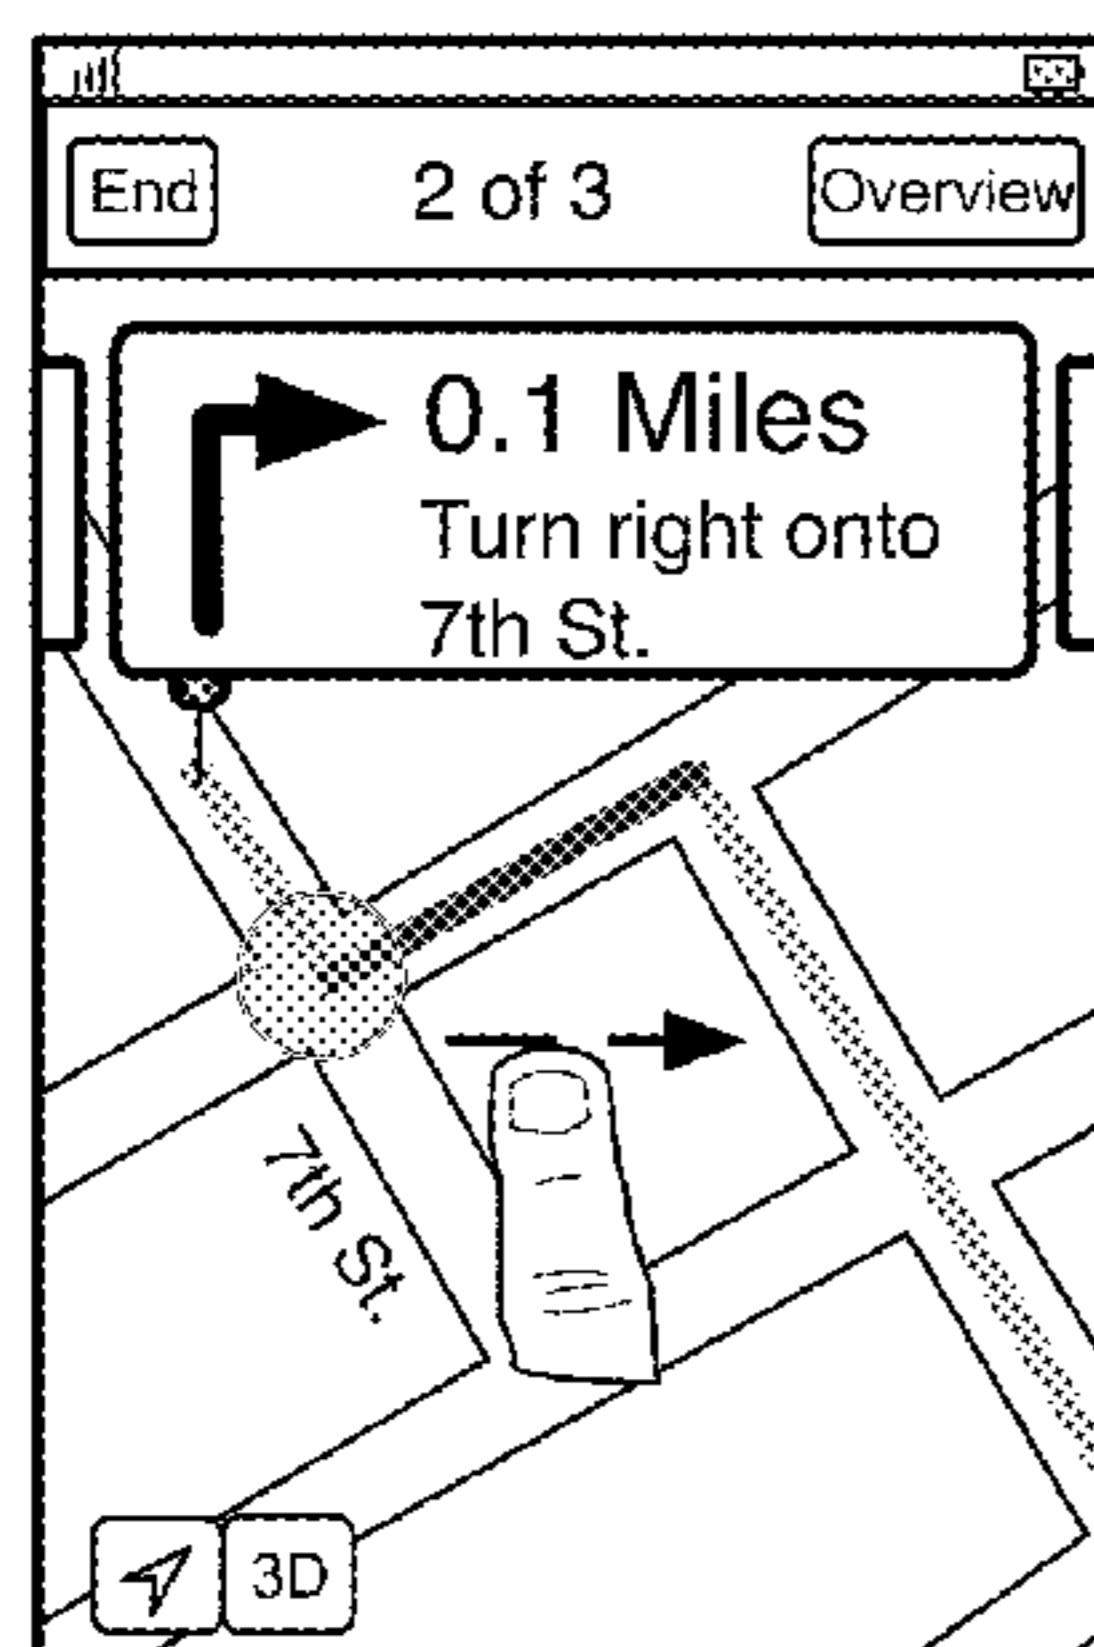 End
2 of 3
Overview
0.1 Miles
Turn right onto
7th St.
7th St.
3D